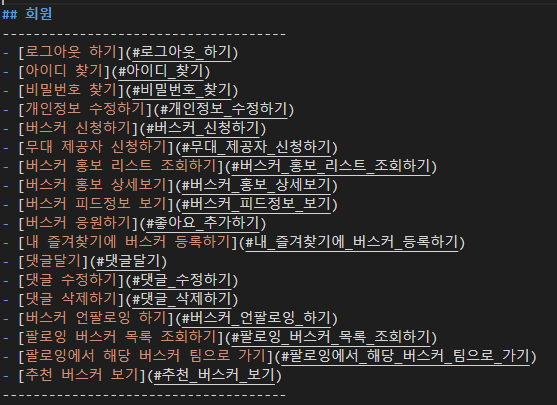 ## 회원
-----------------------------------
- [로그아웃 하기](#로그아웃_하기)
- [아이디 찾기](#아이디_찾기)
- [비밀번호 찾기](#비밀번호_찾기)
- [개인정보 수정하기](#개인정보_수정하기)
- [버스커 신청하기](#버스커_신청하기)
- [무대 제공자 신청하기](#무대_제공자_신청하기)
- [버스커 홍보 리스트 조회하기](#버스커_홍보_리스트_조회하기)
- [버스커 홍보 상세보기](#버스커_홍보_상세보기)
- [버스커 피드정보 보기](#버스커_피드정보_보기)
- [버스커 응원하기](#좋아요_추가하기)
- [내 즐겨찾기에 버스커 등록하기](#내_즐겨찾기에_버스커_등록하기)
- [댓글달기](#댓글달기)
- [댓글 수정하기](#댓글_수정하기)
- [댓글 삭제하기](#댓글_삭제하기)
- [버스커 언팔로잉 하기](#버스커_언팔로잉_하기)
- [팔로잉 버스커 목록 조회하기](#팔로잉_버스커_목록_조회하기)
- [팔로잉에서 해당 버스커 팀으로 가기](#팔로잉에서_해당_버스커_팀으로_가기)
- [추천 버스커 보기](#추천_버스커_보기)
-----------------------------------